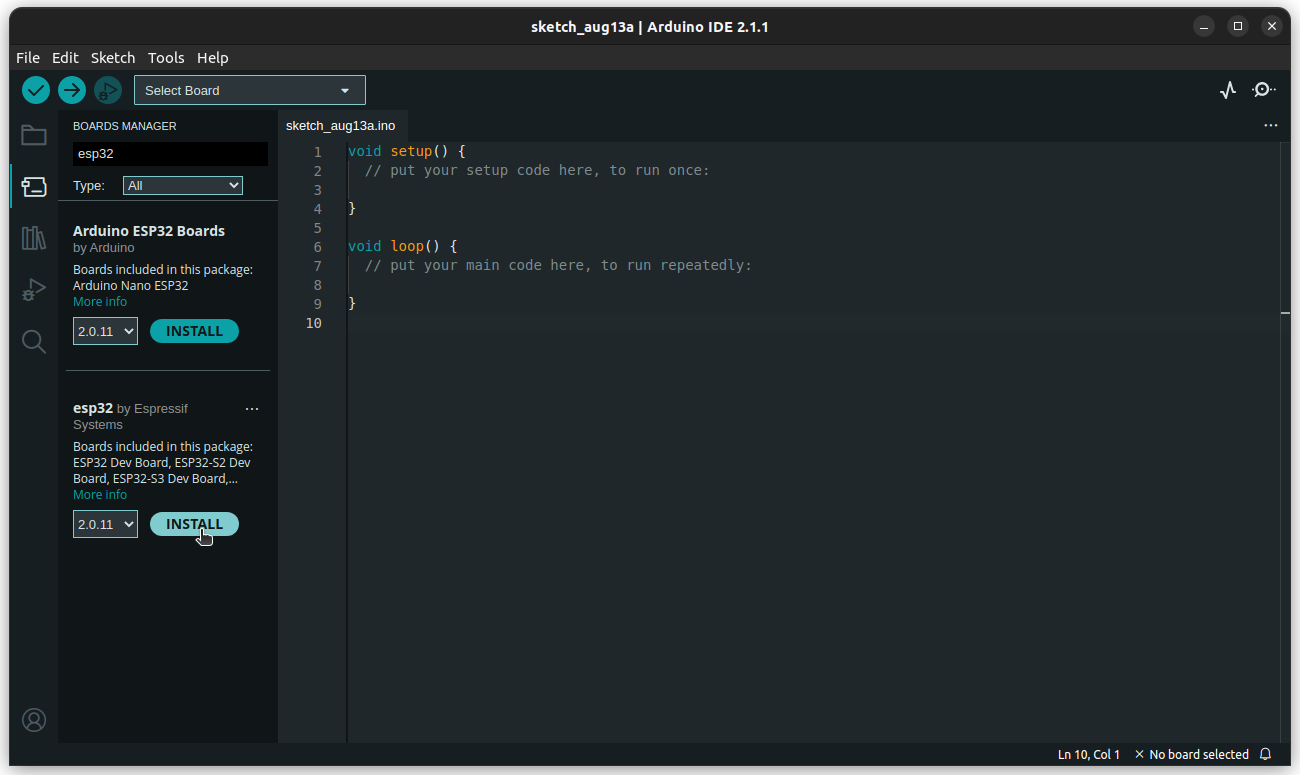 sketch_aug13a | Arduino IDE 2.1.1
File Edit Sketch Tools Help
Select Board
BOARDS MANAGER
esp32
Type: All
Arduino ESP32 Boards
by Arduino
Boards included in this package:
Arduino Nano ESP32
More info
2.0.11 INSTALL
esp32 by Espressif
Systems
Boards included in this package:
ESP32 Dev Board, ESP32-S2 Dev
Board, ESP32-S3 Dev Board,...
More info
2.0.11 INSTALL
sketch_aug13a.ino
1 void setup() {
2 // put your setup code here, to run once:
3
4 }
5
6 void loop() {
7 // put your main code here, to run repeatedly:
8
9 }
10
Ln 10, Col 1 × No board selected